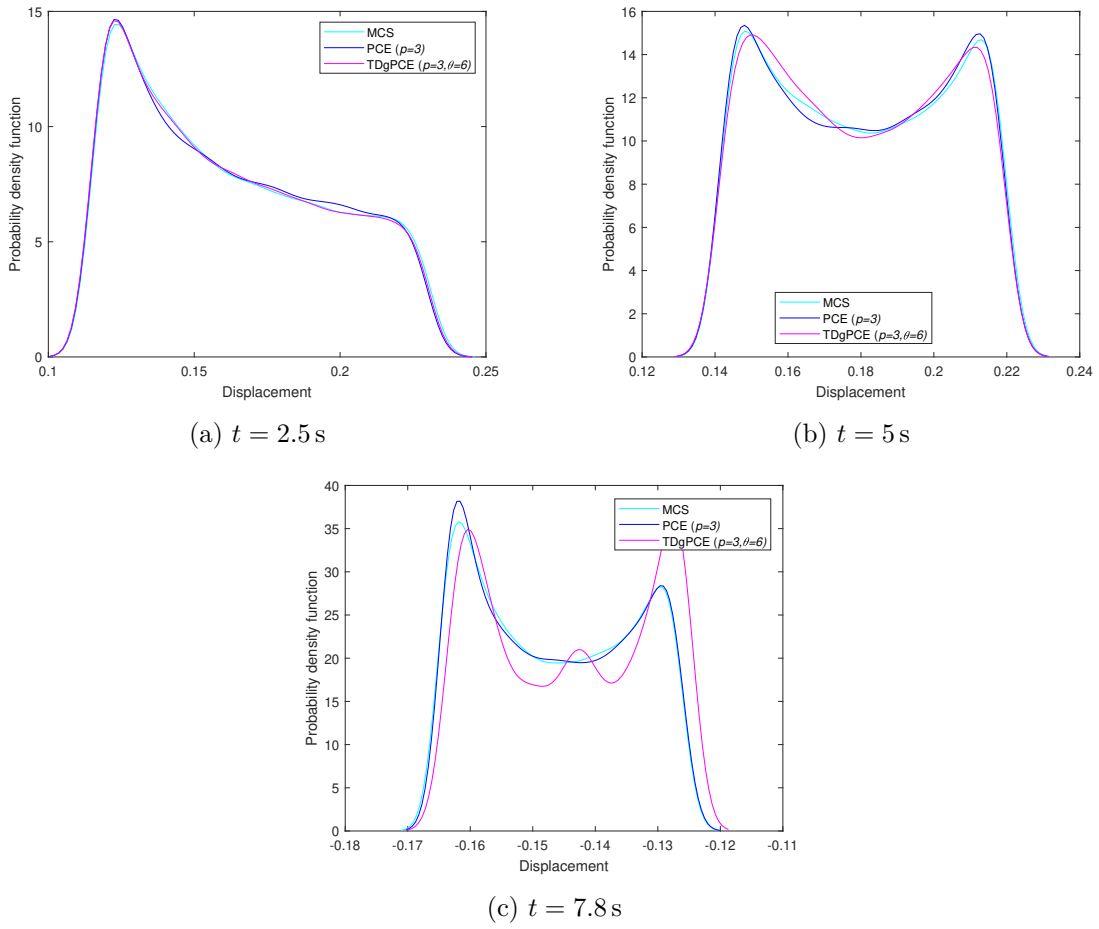 15
10
5
0
0.1
0.15
0.2
0.25
Probability density function
Displacement
MCS
PCE (p=3)
TDgPCE (p=3,θ=6)
(a) t = 2.5 s
16
14
12
10
8
6
4
2
0
0.12
0.14
0.16
0.18
0.2
0.22
0.24
Probability density function
Displacement
MCS
PCE (p=3)
TDgPCE (p=3,θ=6)
(b) t = 5 s
40
35
30
25
20
15
10
5
0
-0.18
-0.17
-0.16
-0.15
-0.14
-0.13
-0.12
-0.11
Probability density function
Displacement
MCS
PCE (p=3)
TDgPCE (p=3,θ=6)
(c) t = 7.8 s